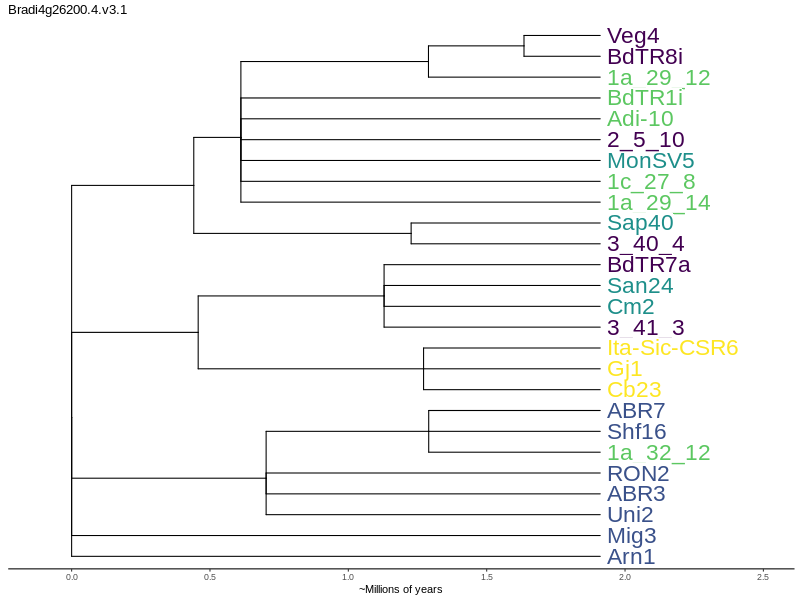 Bradi4g26200.4.v3.1
Veg4
BdTR8i
1a_29_12
BdTR1i
Adi-10
2_5_10
MonSV5
1c_27_8
1a_29_14
Sap40
3_40_4
BdTR7a
San24
Cm2
3_41_3
Ita-Sic-CSR6
Gj1
Cb23
ABR7
Shf16
1a_32_12
RON2
ABR3
Uni2
Mig3
Arn1
0.0 0.5 1.0 1.5 2.0 2.5
~Millions of years